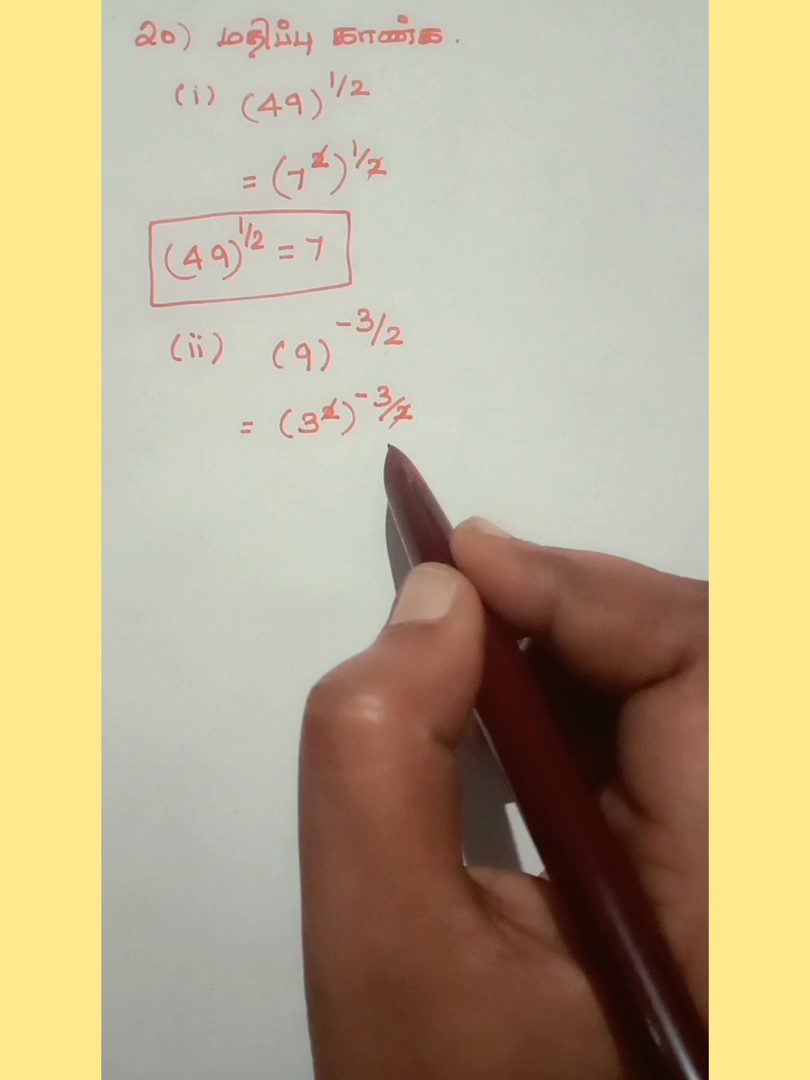 20) மதிப்பு காண்க.
(i) (49)^1/2
= (7^2)^1/2
(49)^1/2 = 7
(ii) (9)^-3/2
= (3^2)^-3/2